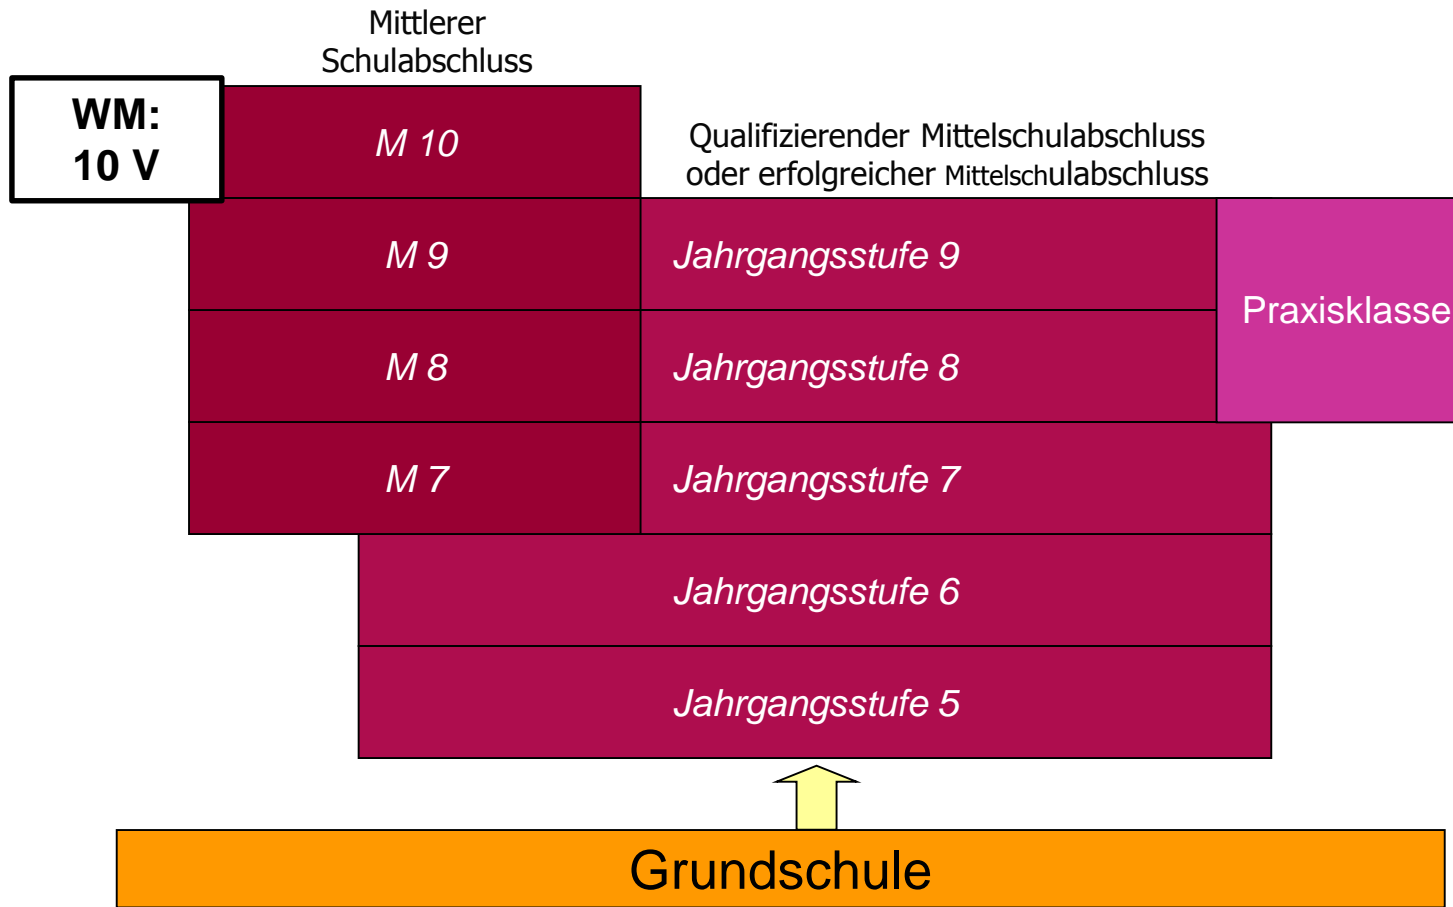 Mittlerer
Schulabschluss
WM:
10 V
M 10
Qualifizierender Mittelschulabschluss
oder erfolgreicher Mittelschulabschluss
M 9
Jahrgangsstufe 9
Praxisklasse
M 8
Jahrgangsstufe 8
M 7
Jahrgangsstufe 7
Jahrgangsstufe 6
Jahrgangsstufe 5
Grundschule